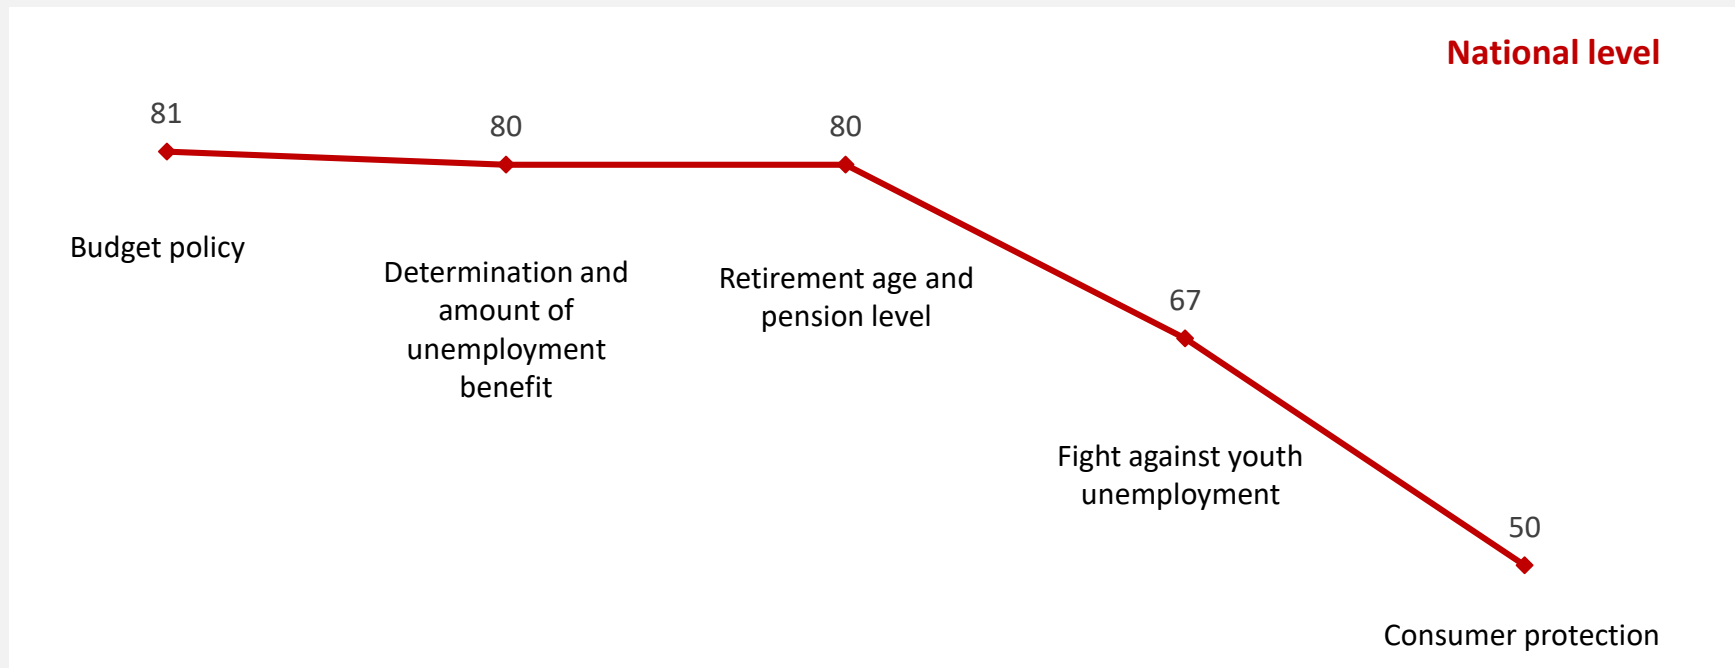 National level
81
80
80
67
50
Budget policy
Determination and
amount of
unemployment
benefit
Retirement age and
pension level
Fight against youth
unemployment
Consumer protection